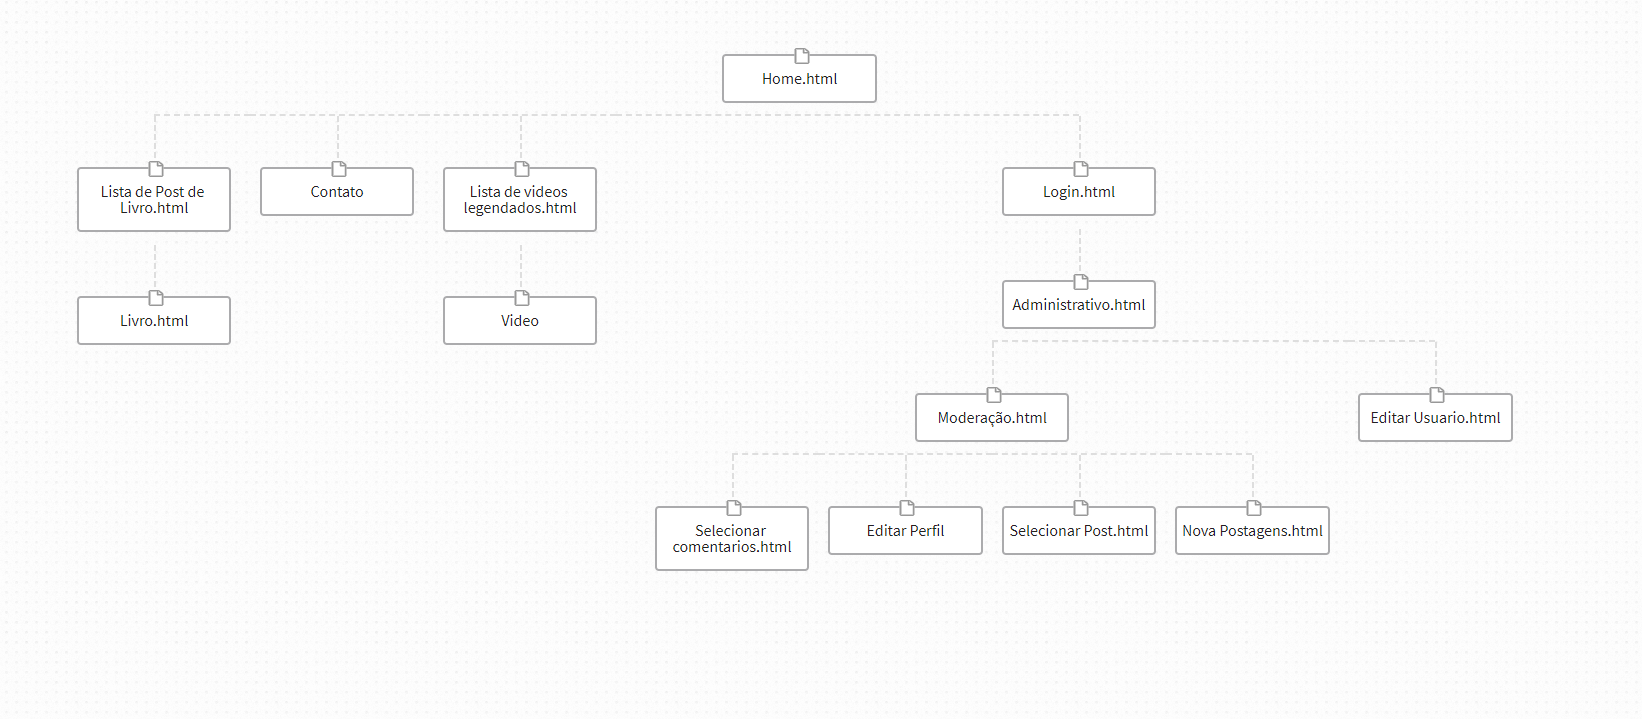 Home.html
Lista de Post de
Livro.html
Contato
Lista de videos
legendados.html
Login.html
Livro.html
Video
Administrativo.html
Moderação.html
Editar Usuario.html
Selecionar
comentarios.html
Editar Perfil
Selecionar Post.html
Nova Postagens.html